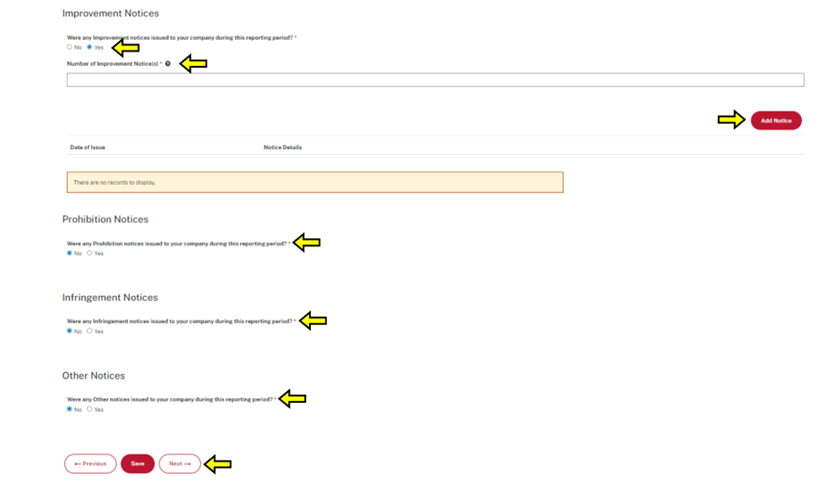 Improvement Notices
Were any Improvement notices issued to your company during this reporting period? *
No Yes
Number of Improvement Notice(s) * ?
Add Notice
Date of Issue Notice Details
There are no records to display.
Prohibition Notices
Were any Prohibition notices issued to your company during this reporting period? *
No Yes
Infringement Notices
Were any Infringement notices issued to your company during this reporting period? *
No Yes
Other Notices
Were any Other notices issued to your company during this reporting period? *
No Yes
← Previous Save Next →